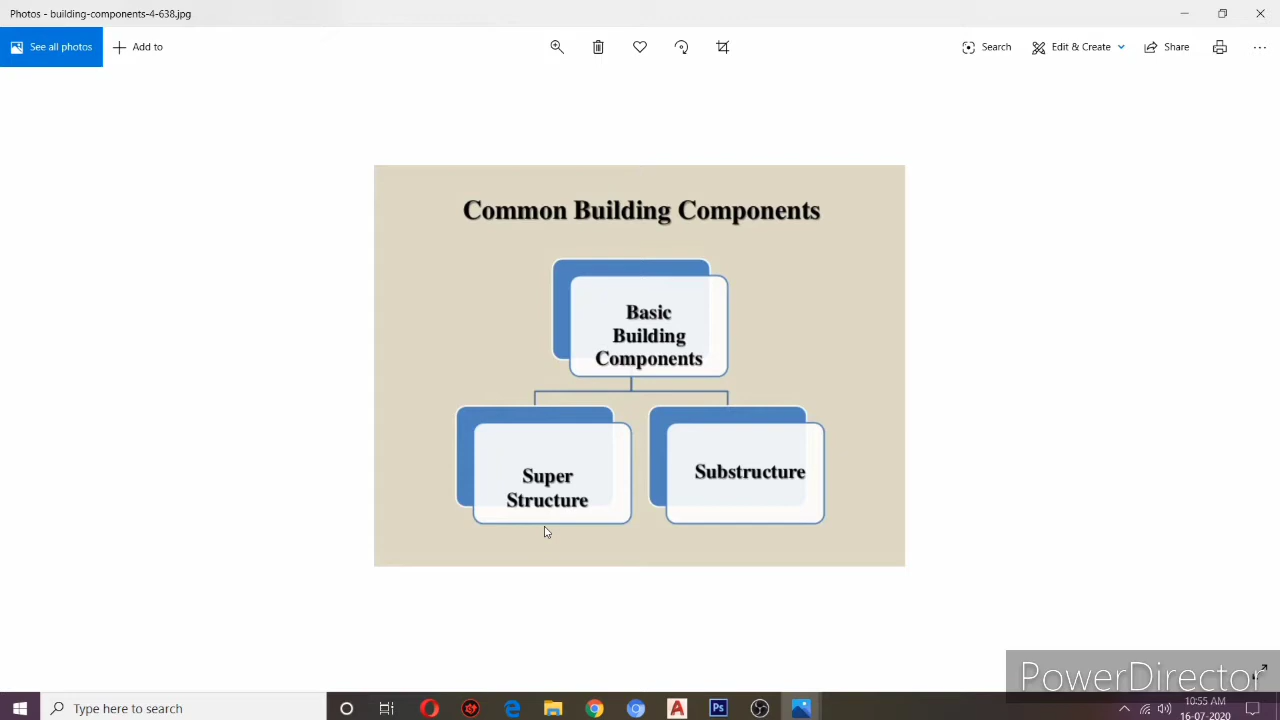 Photos - building-components-4-638.jpg
See all photos
Add to
Search
Edit & Create
Share
Common Building Components
Basic
Building
Components
Super
Structure
Substructure
PowerDirector
Type here to search
Ps
10:55 AM
16-07-2020